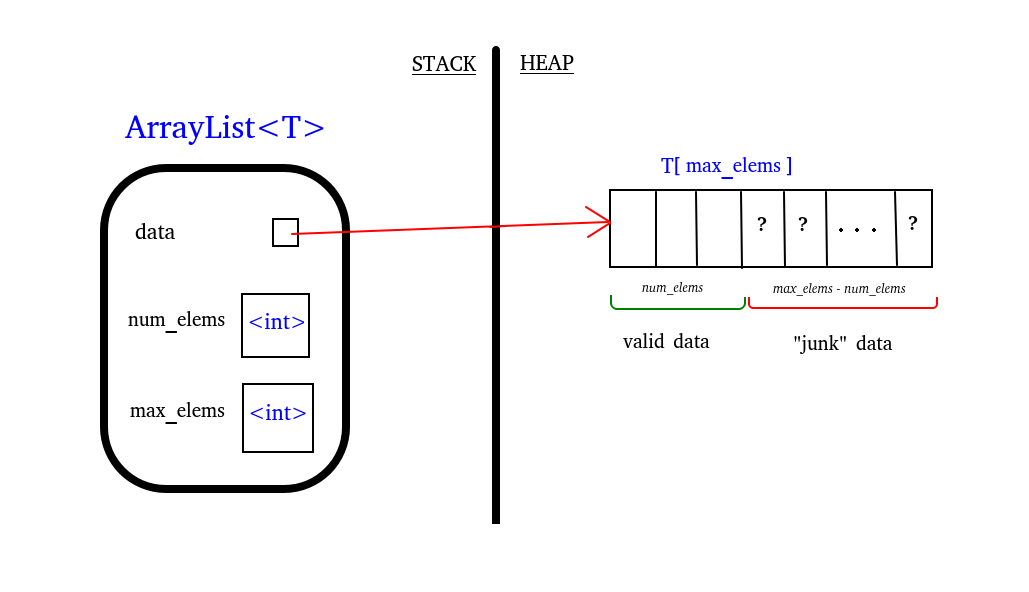 STACK
HEAP
ArrayList<T>
data
num_elems
<int>
max_elems
<int>
T[ max_elems ]
? ? . . . ?
num_elems
max_elems - num_elems
valid data
"junk" data